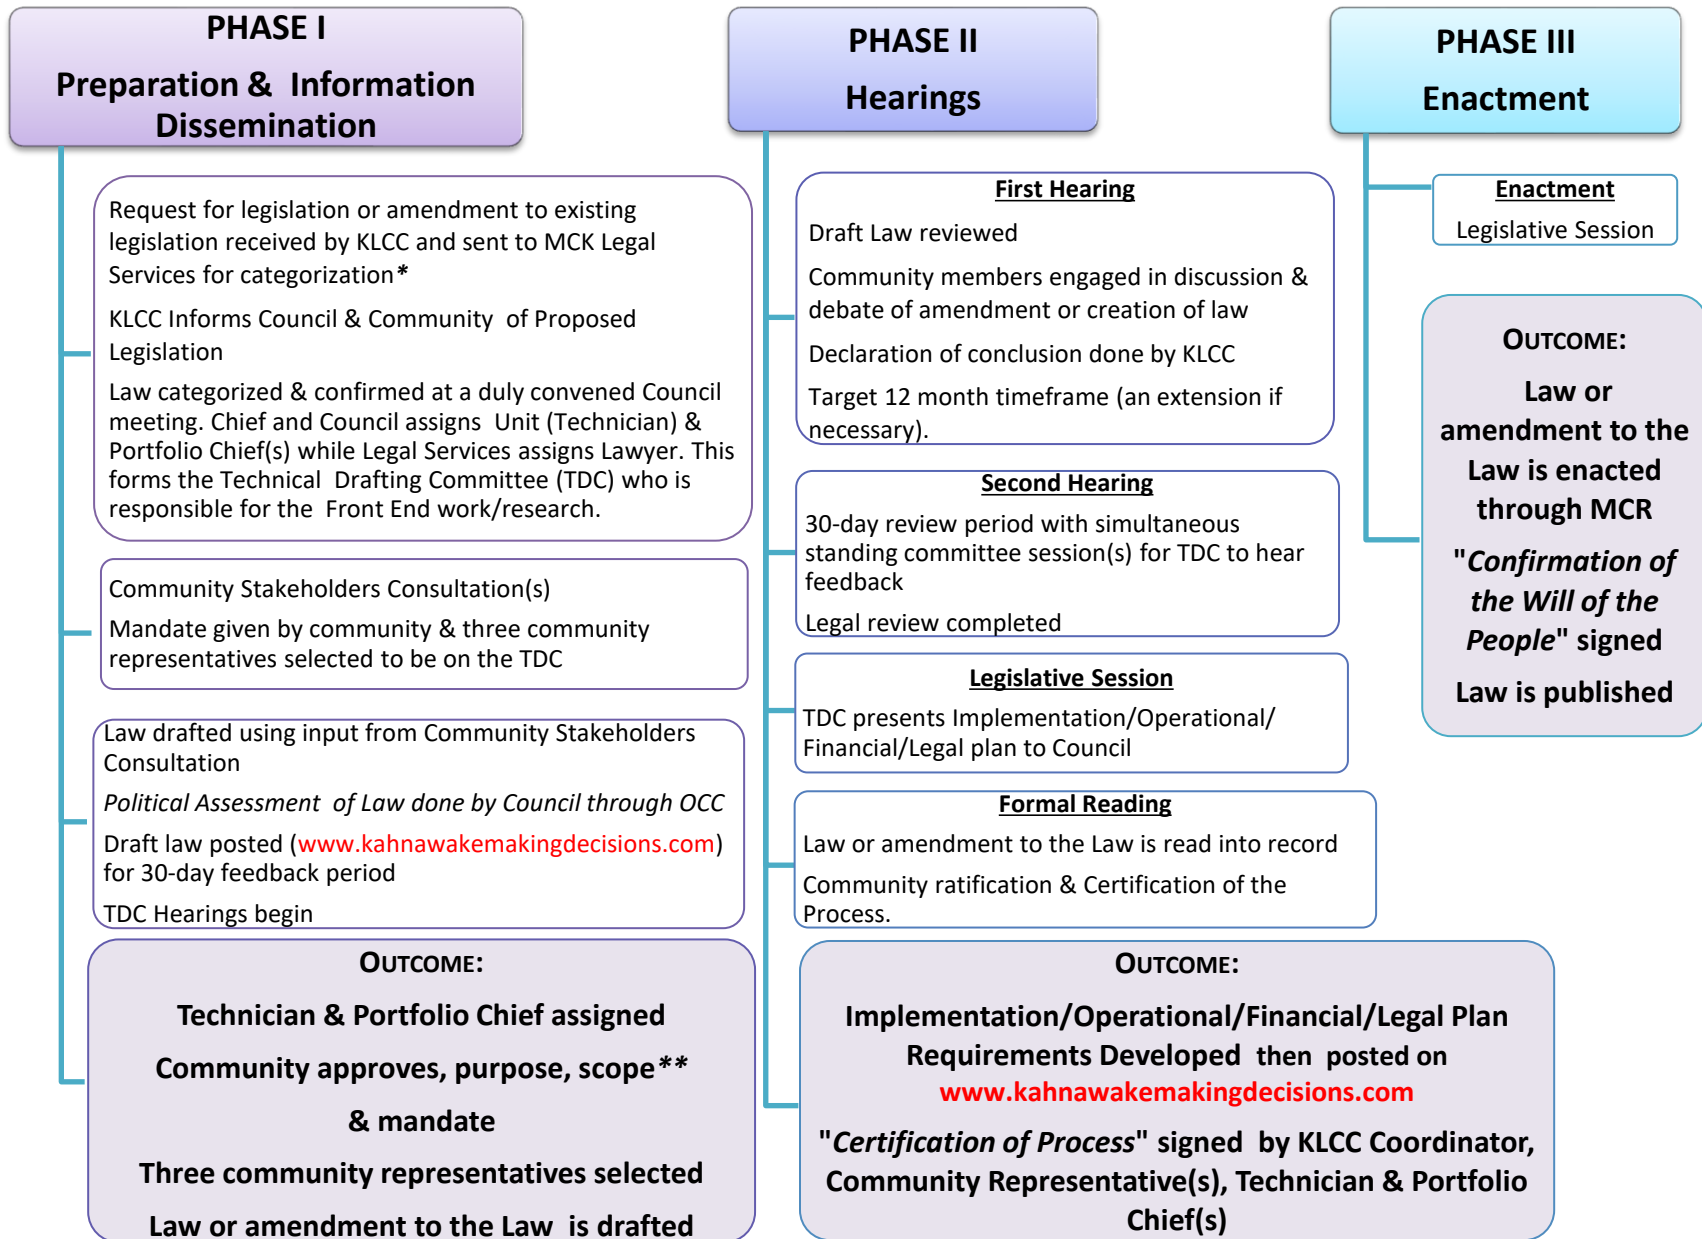 PHASE I
Preparation & Information
Dissemination
Request for legislation or amendment to existing
legislation received by KLCC and sent to MCK Legal
Services for categorization*
KLCC Informs Council & Community of Proposed
Legislation
Law categorized & confirmed at a duly convened Council
meeting. Chief and Council assigns Unit (Technician) &
Portfolio Chief(s) while Legal Services assigns Lawyer. This
forms the Technical Drafting Committee (TDC) who is
responsible for the Front End work/research.
Community Stakeholders Consultation(s)
Mandate given by community & three community
representatives selected to be on the TDC
Law drafted using input from Community Stakeholders
Consultation
Political Assessment of Law done by Council through OCC
Draft law posted (www.kahnawakemakingdecisions.com)
for 30-day feedback period
TDC Hearings begin
OUTCOME:
Technician & Portfolio Chief assigned
Community approves, purpose, scope**
& mandate
Three community representatives selected
Law or amendment to the Law is drafted
PHASE II
Hearings
First Hearing
Draft Law reviewed
Community members engaged in discussion &
debate of amendment or creation of law
Declaration of conclusion done by KLCC
Target 12 month timeframe (an extension if
necessary).
Second Hearing
30-day review period with simultaneous
standing committee session(s) for TDC to hear
feedback
Legal review completed
Legislative Session
TDC presents Implementation/Operational/
Financial/Legal plan to Council
Formal Reading
Law or amendment to the Law is read into record
Community ratification & Certification of the
Process.
OUTCOME:
Implementation/Operational/Financial/Legal Plan
Requirements Developed then posted on
www.kahnawakemakingdecisions.com
"Certification of Process" signed by KLCC Coordinator,
Community Representative(s), Technician & Portfolio
Chief(s)
PHASE III
Enactment
Enactment
Legislative Session
OUTCOME:
Law or
amendment to the
Law is enacted
through MCR
"Confirmation of
the Will of the
People" signed
Law is published